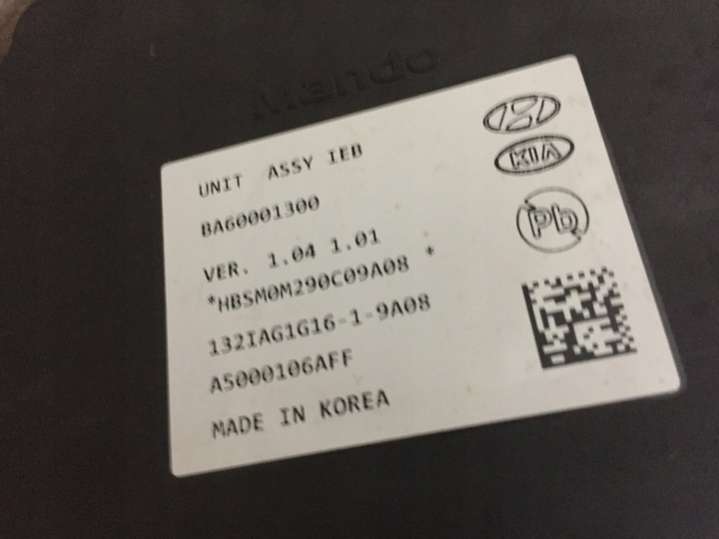 Mando
UNIT ASSY IEB
BA60001300
VER. 1.04 1.01
*HBSM0M290C09A08 *
132IAG1G16-1-9A08
A5000106AFF
MADE IN KOREA
H
KIA
Pb